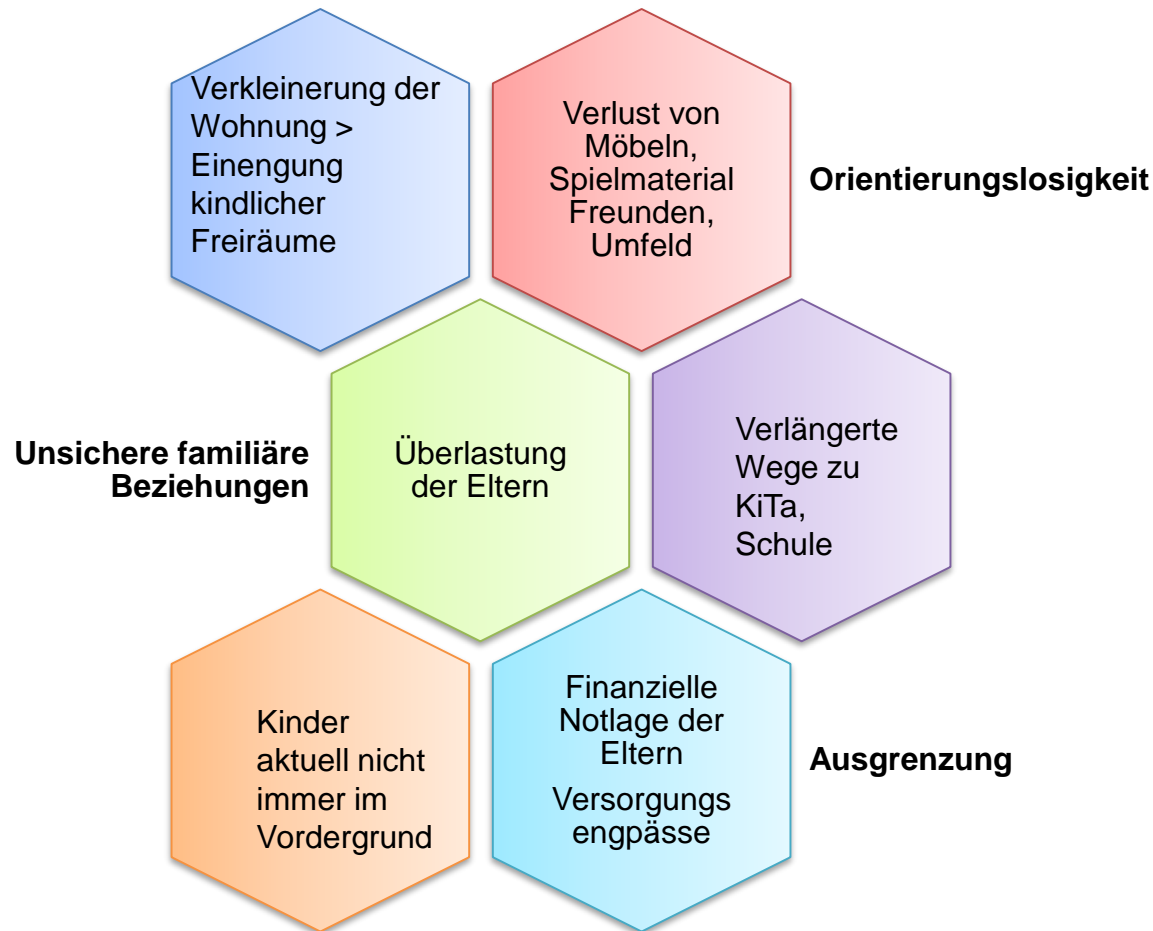 Verkleinerung der
Wohnung >
Einengung
kindlicher
Freiräume
Verlust von
Möbeln,
Spielmaterial
Freunden,
Umfeld
Orientierungslosigkeit
Unsichere familiäre
Beziehungen
Überlastung
der Eltern
Verlängerte
Wege zu
KiTa,
Schule
Kinder
aktuell nicht
immer im
Vordergrund
Finanzielle
Notlage der
Eltern
Versorgungs
engpässe
Ausgrenzung